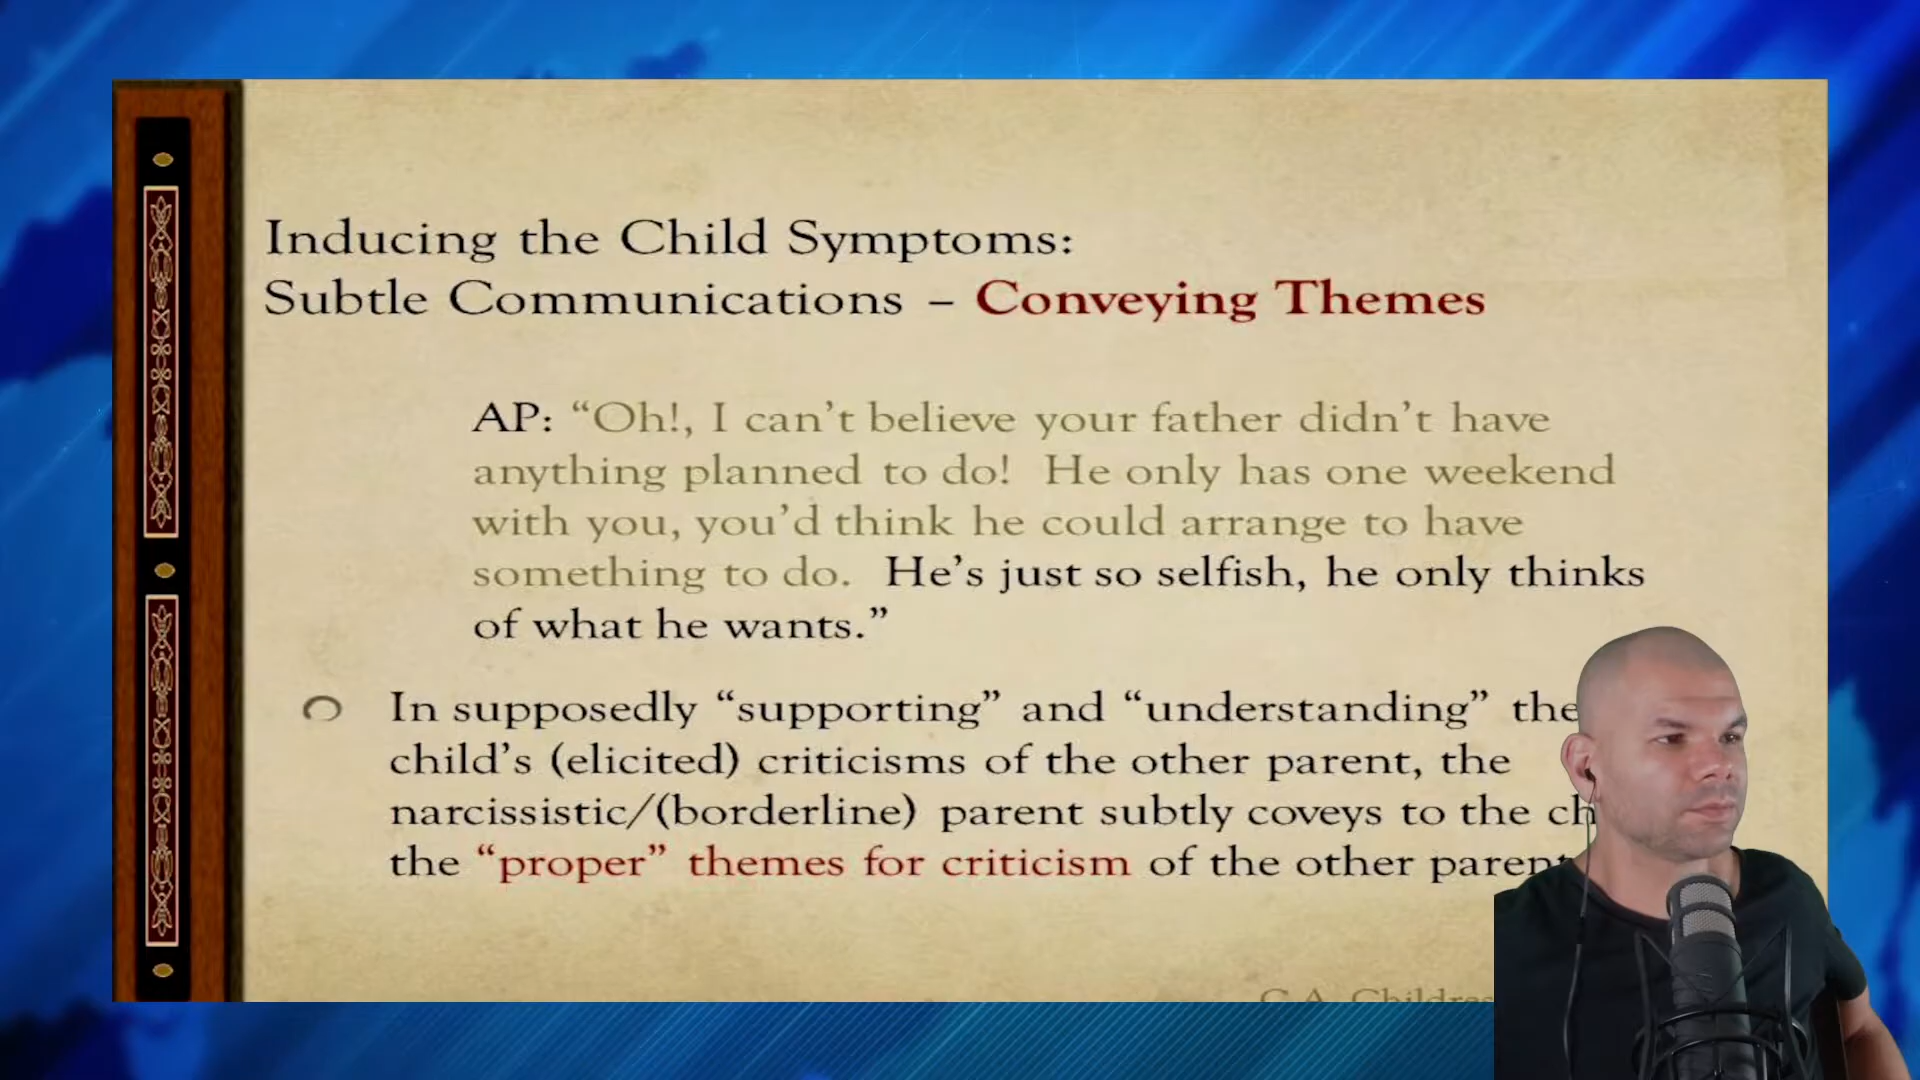 Inducing the Child Symptoms:
Subtle Communications – Conveying Themes
AP: “Oh!, I can’t believe your father didn’t have
anything planned to do! He only has one weekend
with you, you’d think he could arrange to have
something to do. He’s just so selfish, he only thinks
of what he wants.”
In supposedly “supporting” and “understanding” the
child’s (elicited) criticisms of the other parent, the
narcissistic/(borderline) parent subtly coveys to the ch
the “proper” themes for criticism of the other parent
C.A. Childres